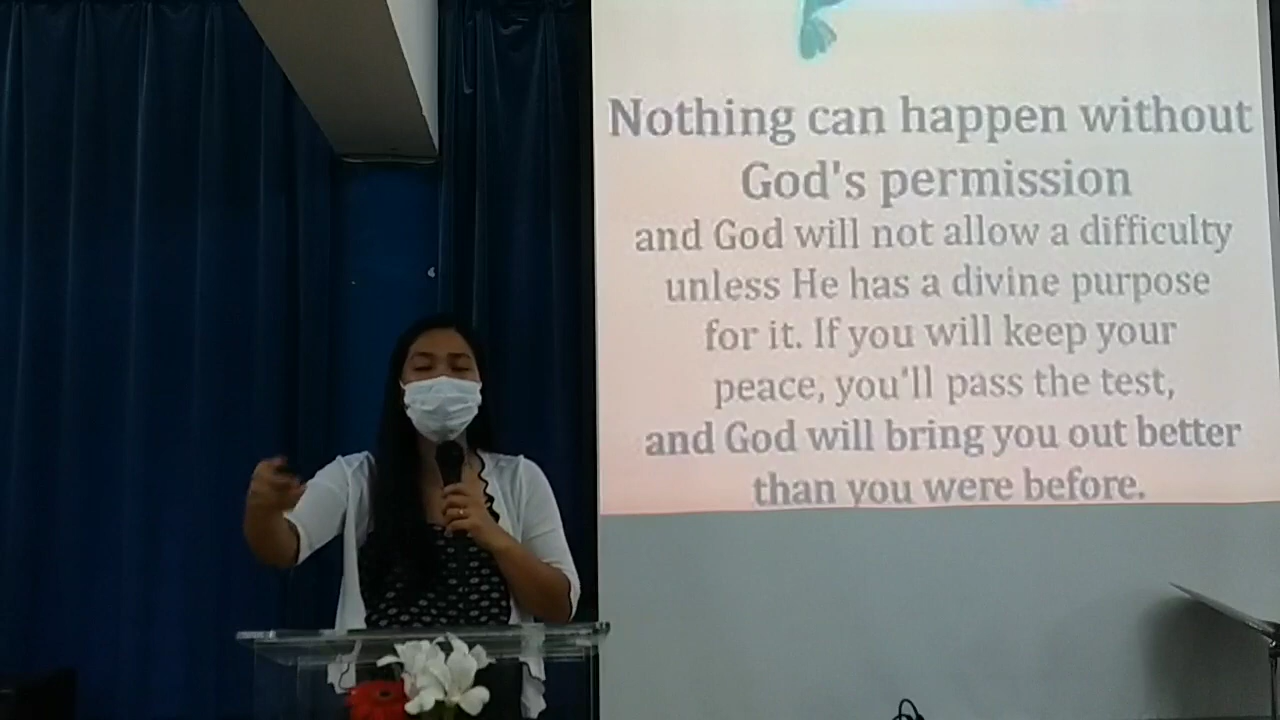 Nothing can happen without
God's permission
and God will not allow a difficulty
unless He has a divine purpose
for it. If you will keep your
peace, you'll pass the test,
and God will bring you out better
than you were before.